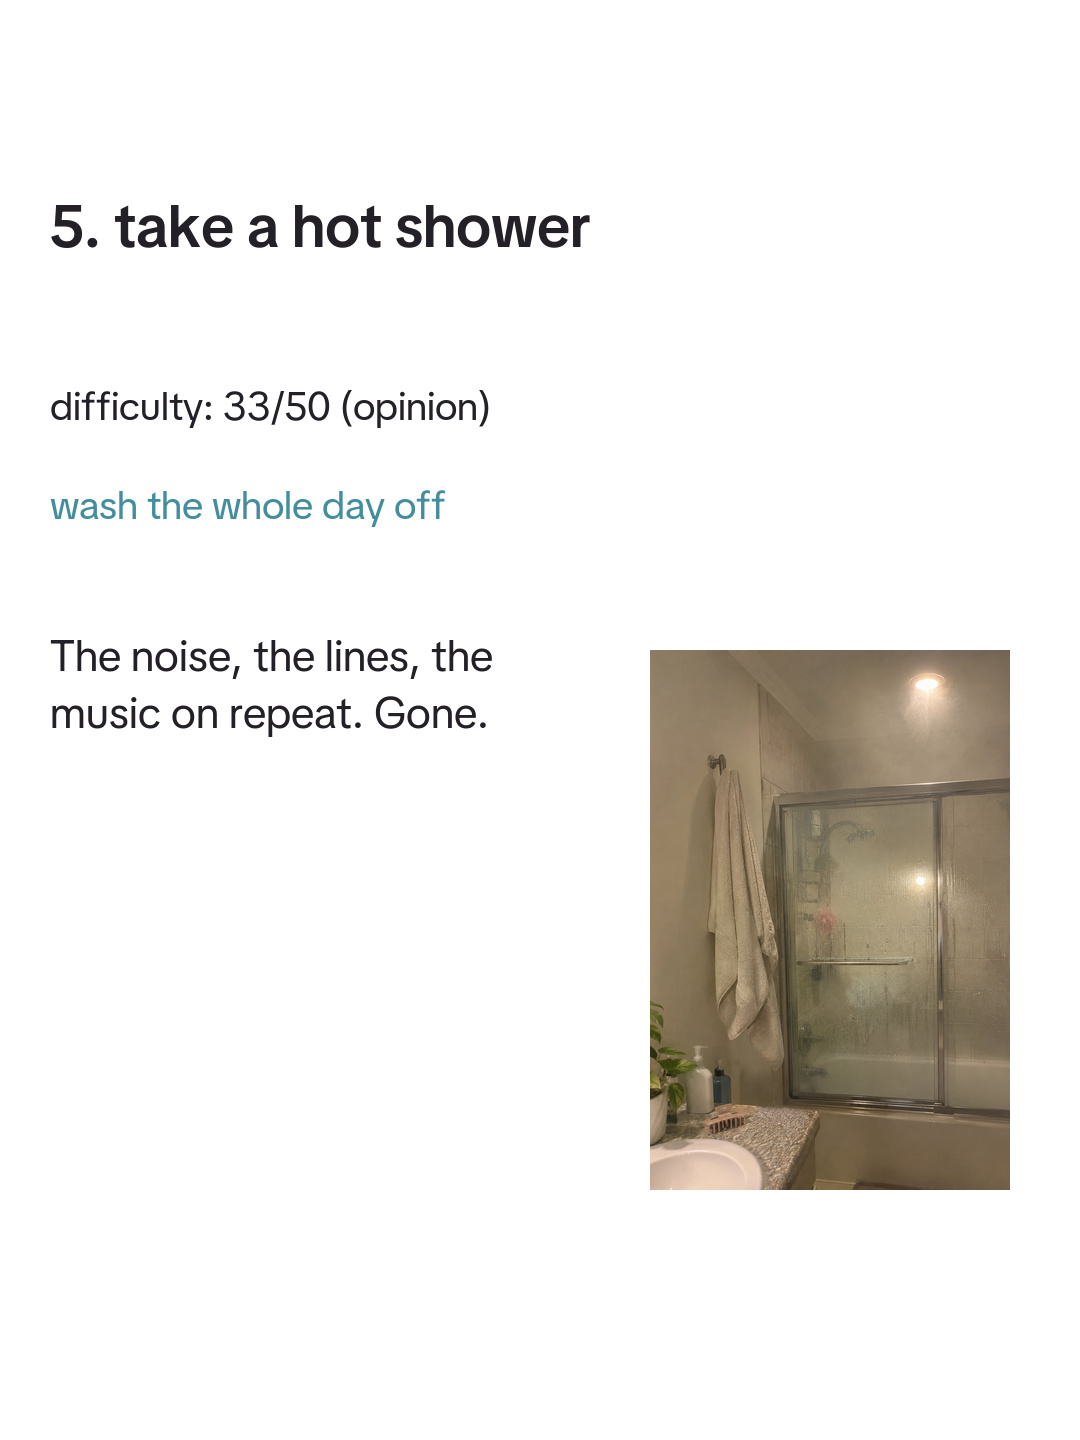 5. take a hot shower
difficulty: 33/50 (opinion)
wash the whole day off
The noise, the lines, the
music on repeat. Gone.